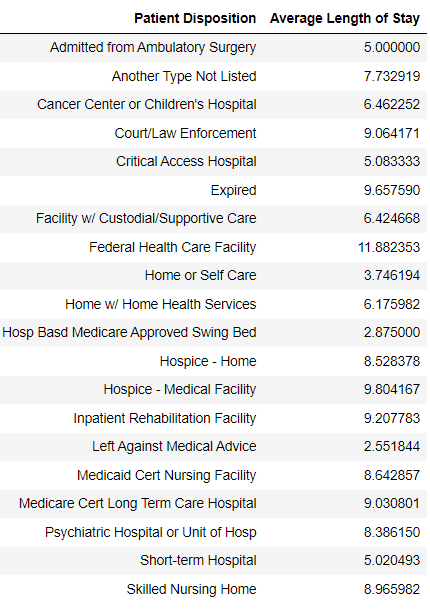 Patient Disposition Average Length of Stay
Admitted from Ambulatory Surgery 5.000000
Another Type Not Listed 7.732919
Cancer Center or Children's Hospital 6.462252
Court/Law Enforcement 9.064171
Critical Access Hospital 5.083333
Expired 9.657590
Facility w/ Custodial/Supportive Care 6.424668
Federal Health Care Facility 11.882353
Home or Self Care 3.746194
Home w/ Home Health Services 6.175982
Hosp Basd Medicare Approved Swing Bed 2.875000
Hospice - Home 8.528378
Hospice - Medical Facility 9.804167
Inpatient Rehabilitation Facility 9.207783
Left Against Medical Advice 2.551844
Medicaid Cert Nursing Facility 8.642857
Medicare Cert Long Term Care Hospital 9.030801
Psychiatric Hospital or Unit of Hosp 8.386150
Short-term Hospital 5.020493
Skilled Nursing Home 8.965982